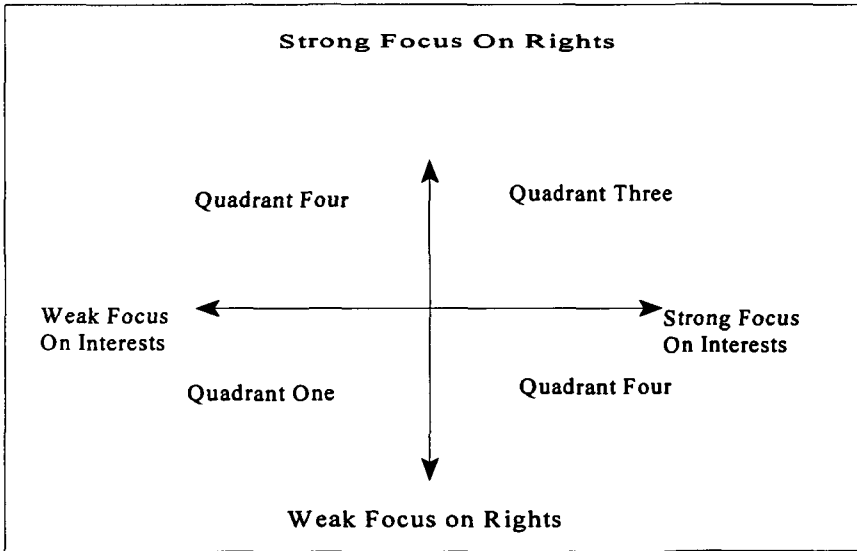 Strong Focus On Rights
Quadrant Four
Quadrant Three
Weak Focus
On Interests
Strong Focus
On Interests
Quadrant One
Quadrant Four
Weak Focus on Rights